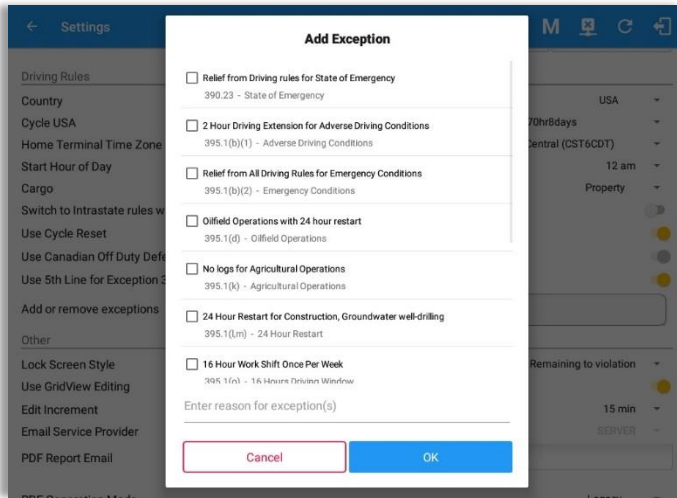 Settings
M
Add Exception
Relief from Driving rules for State of Emergency
390.23 - State of Emergency
2 Hour Driving Extension for Adverse Driving Conditions
395.1(b)(1) - Adverse Driving Conditions
Relief from All Driving Rules for Emergency Conditions
395.1(b)(2) - Emergency Conditions
Oilfield Operations with 24 hour restart
395.1(d) - Oilfield Operations
No logs for Agricultural Operations
395.1(k) - Agricultural Operations
24 Hour Restart for Construction, Groundwater well-drilling
395.1(l,m) - 24 Hour Restart
16 Hour Work Shift Once Per Week
395.1(o) - 16 Hours Driving Window
Enter reason for exception(s)
Cancel OK
Driving Rules
Country USA
Cycle USA 70hr8days
Home Terminal Time Zone Central (CST6CDT)
Start Hour of Day 12 am
Cargo Property
Switch to Intrastate rules
Use Cycle Reset
Use Canadian Off Duty
Use 5th Line for Exception
Add or remove exceptions
Other
Lock Screen Style Remaining to violation
Use GridView Editing
Edit Increment 15 min
Email Service Provider SERVER
PDF Report Email